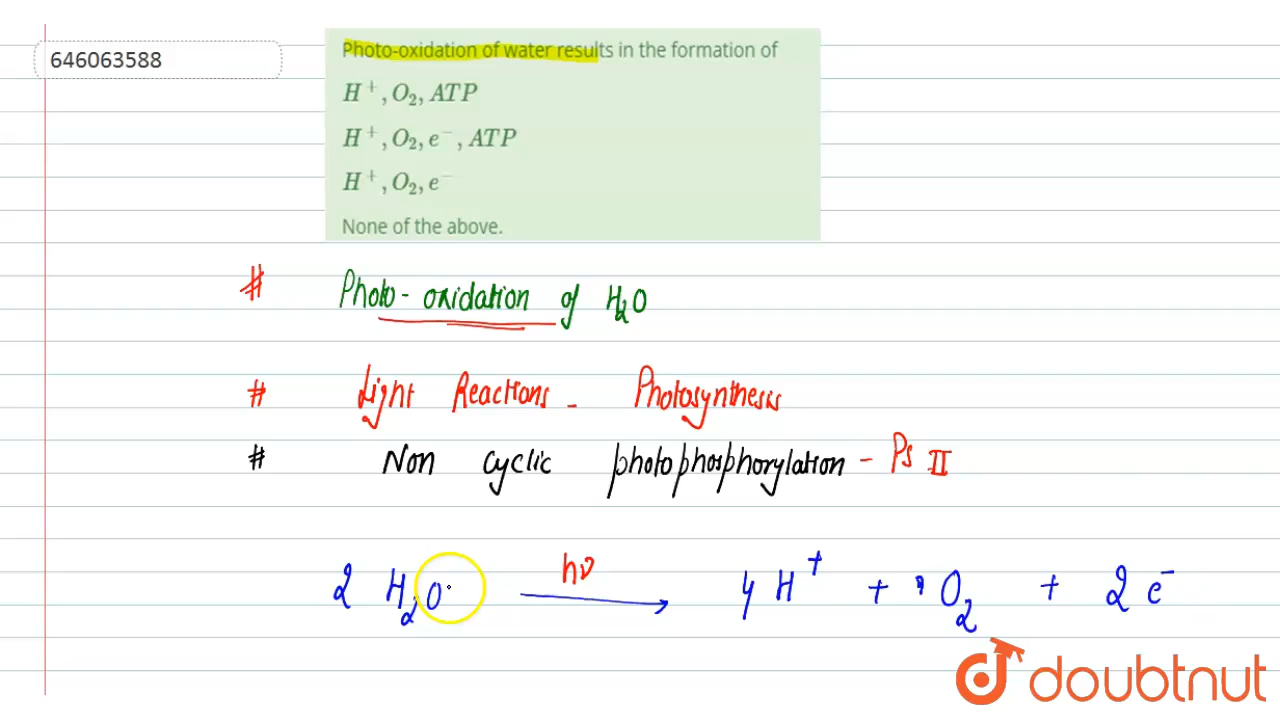 646063588
Photo-oxidation of water results in the formation of
H⁺, O₂, ATP
H⁺, O₂, e⁻, ATP
H⁺, O₂, e⁻
None of the above.
# Photo-oxidation of H₂O
# Light Reactions - Photosynthesis
# Non cyclic photophosphorylation - Ps II
2 H₂O hν → 4 H⁺ + O₂ + 2 e⁻
doubtnut